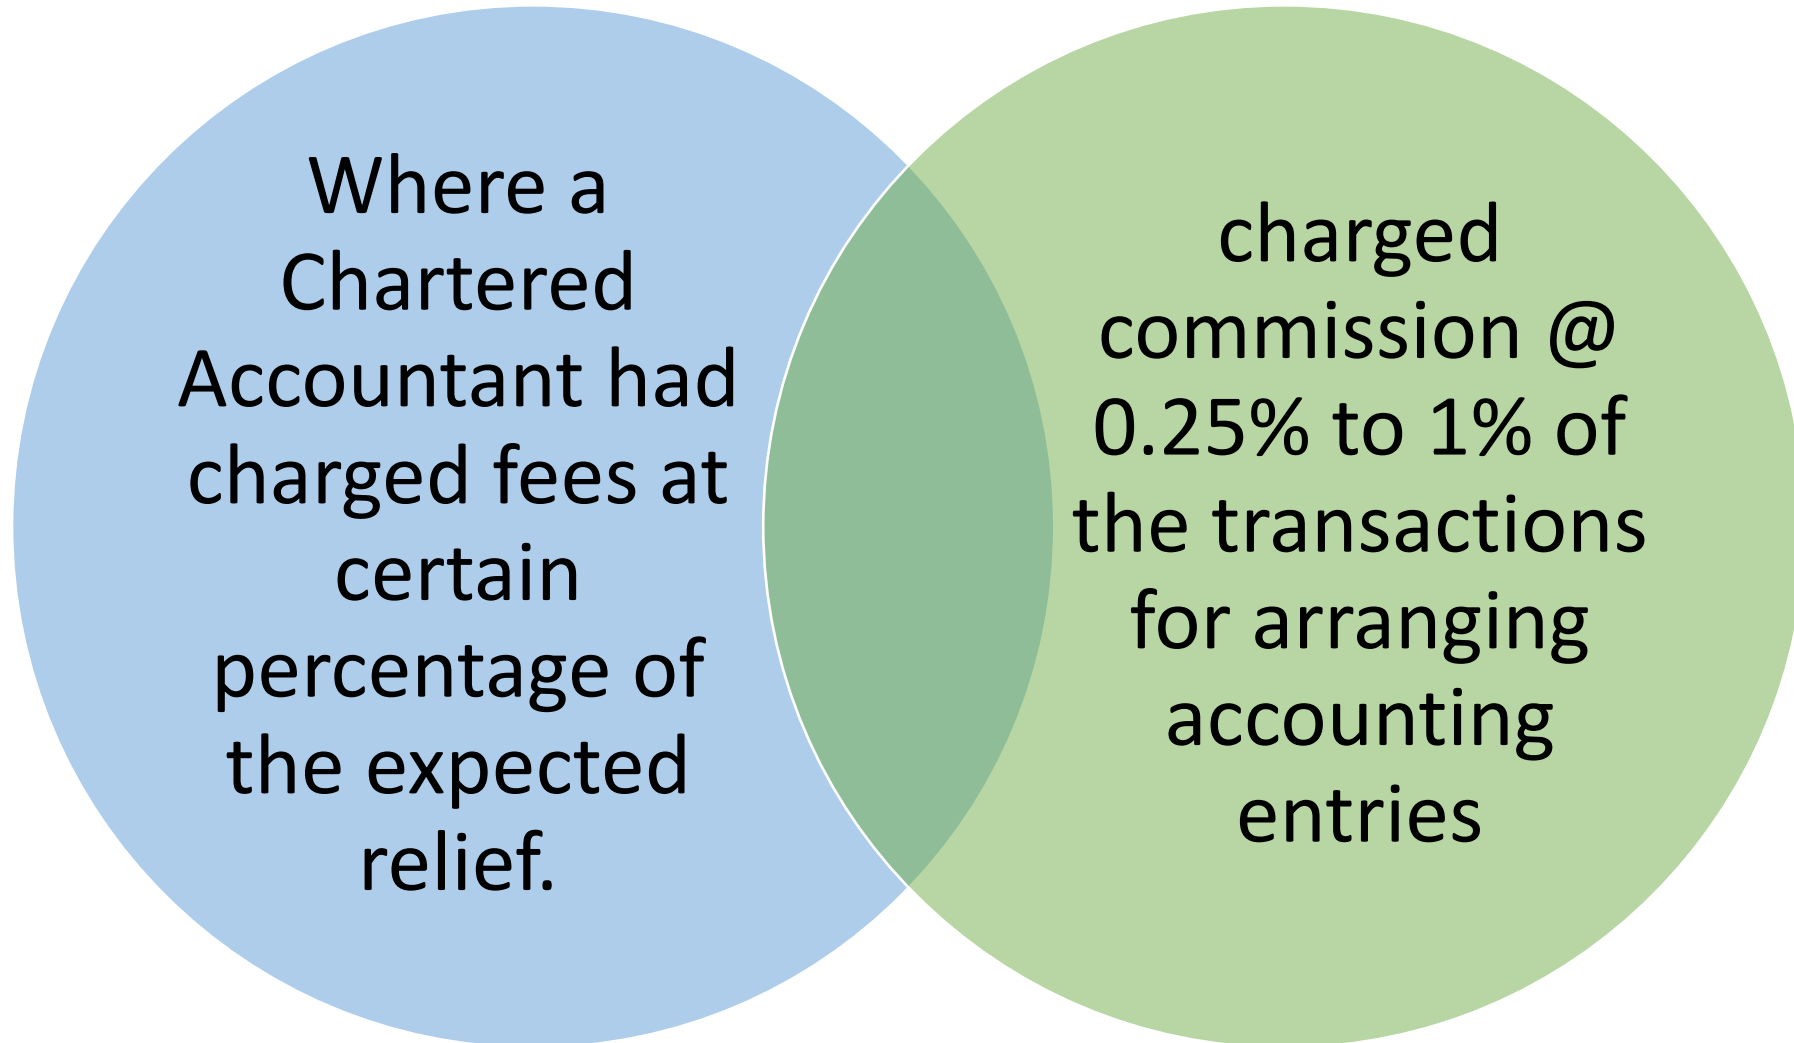 Where a
Chartered
Accountant had
charged fees at
certain
percentage of
the expected
relief.
charged
commission @
0.25% to 1% of
the transactions
for arranging
accounting
entries